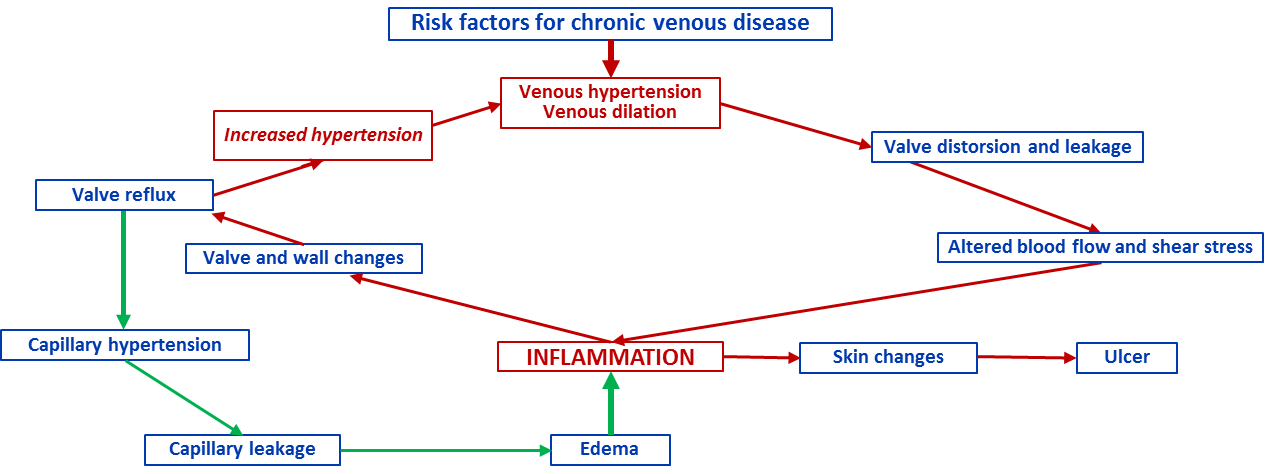 Risk factors for chronic venous disease
Venous hypertension
Venous dilation
Increased hypertension
Valve distorsion and leakage
Valve reflux
Altered blood flow and shear stress
Valve and wall changes
Capillary hypertension
INFLAMMATION
Skin changes
Ulcer
Capillary leakage
Edema